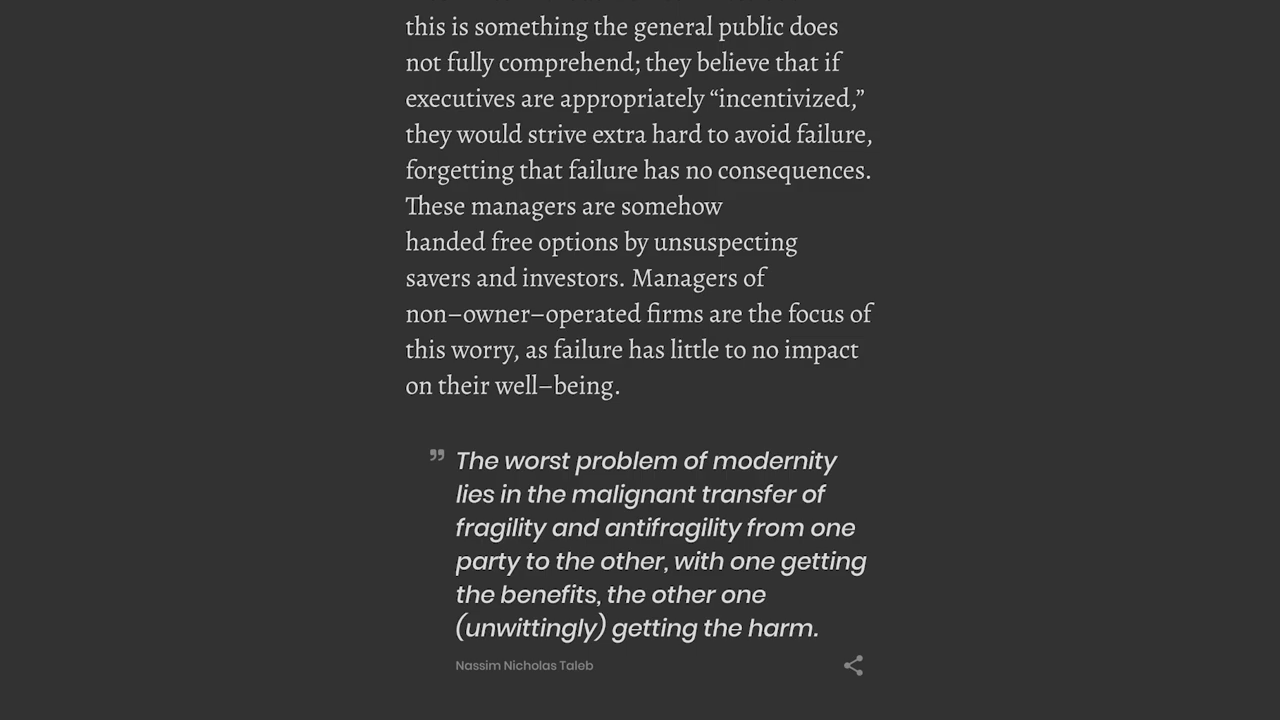 this is something the general public does
not fully comprehend; they believe that if
executives are appropriately “incentivized,”
they would strive extra hard to avoid failure,
forgetting that failure has no consequences.
These managers are somehow
handed free options by unsuspecting
savers and investors. Managers of
non–owner–operated firms are the focus of
this worry, as failure has little to no impact
on their well–being.
” The worst problem of modernity
lies in the malignant transfer of
fragility and antifragility from one
party to the other, with one getting
the benefits, the other one
(unwittingly) getting the harm.
Nassim Nicholas Taleb